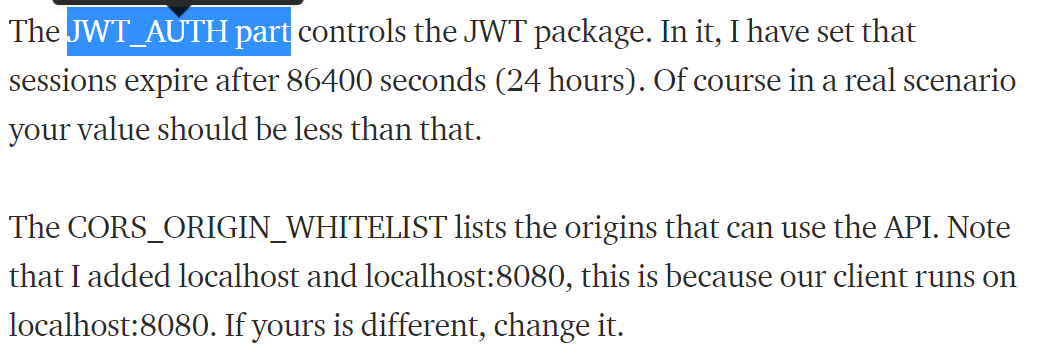 The JWT_AUTH part controls the JWT package. In it, I have set that
sessions expire after 86400 seconds (24 hours). Of course in a real scenario
your value should be less than that.
The CORS_ORIGIN_WHITELIST lists the origins that can use the API. Note
that I added localhost and localhost:8080, this is because our client runs on
localhost:8080. If yours is different, change it.